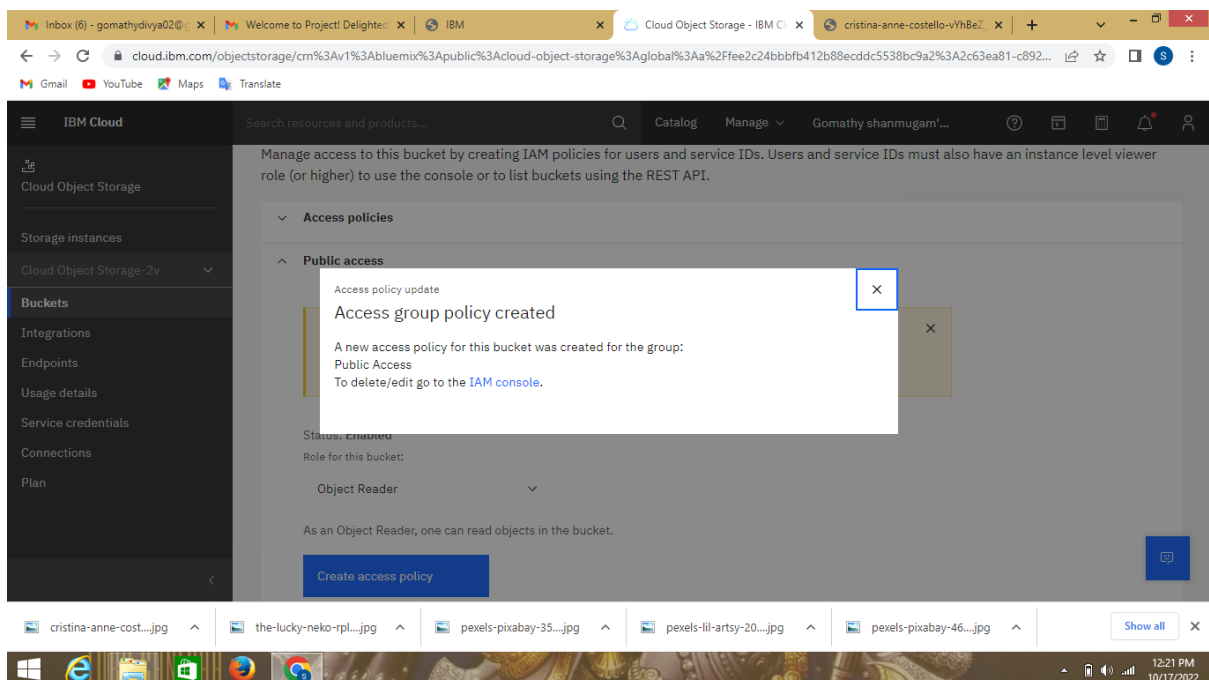 Inbox (6) - gomathydivya02@g
Welcome to Project! Delighted
IBM
Cloud Object Storage - IBM Cl
cristina-anne-costello-vYhBeZ_
cloud.ibm.com/objectstorage/crn%3Av1%3Abluemix%3Apublic%3Acloud-object-storage%3Aglobal%3Aa%2Ffee2c24bbbfb412b88ecddc5538bc9a2%3A2c63ea81-c892...
S
Gmail
YouTube
Maps
Translate
IBM Cloud
Search resources and products...
Catalog
Manage
Gomathy shanmugam'...
Cloud Object Storage
Storage instances
Cloud Object Storage-2v
Buckets
Integrations
Endpoints
Usage details
Service credentials
Connections
Plan
Manage access to this bucket by creating IAM policies for users and service IDs. Users and service IDs must also have an instance level viewer
role (or higher) to use the console or to list buckets using the REST API.
Access policies
Public access
Access policy update
Access group policy created
A new access policy for this bucket was created for the group:
Public Access
To delete/edit go to the IAM console.
Status: Enabled
Role for this bucket:
Object Reader
As an Object Reader, one can read objects in the bucket.
Create access policy
cristina-anne-cost....jpg
the-lucky-neko-rpl....jpg
pexels-pixabay-35....jpg
pexels-lil-artsy-20....jpg
pexels-pixabay-46....jpg
Show all
12:21 PM
10/17/2022